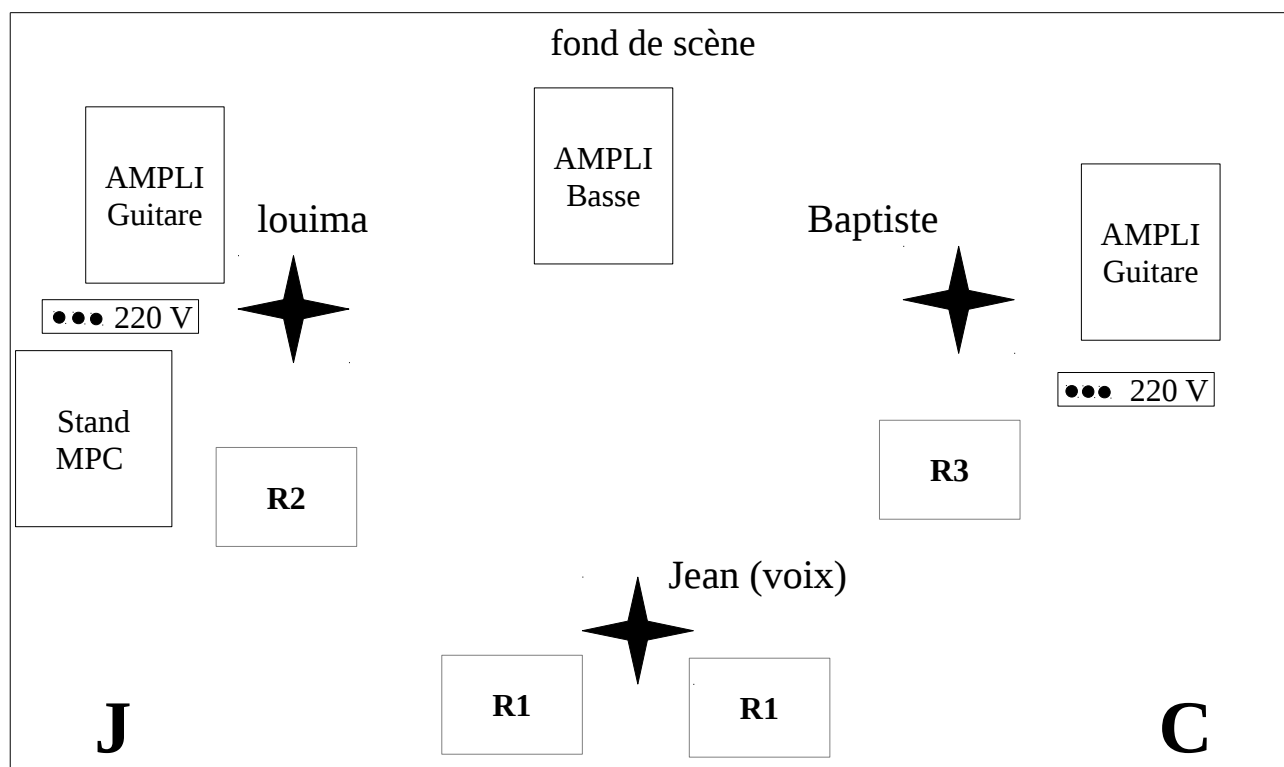 fond de scène
AMPLI
Guitare
AMPLI
Basse
louima
Baptiste
AMPLI
Guitare
220 V
220 V
Stand
MPC
R2
R3
Jean (voix)
R1
R1
J
C